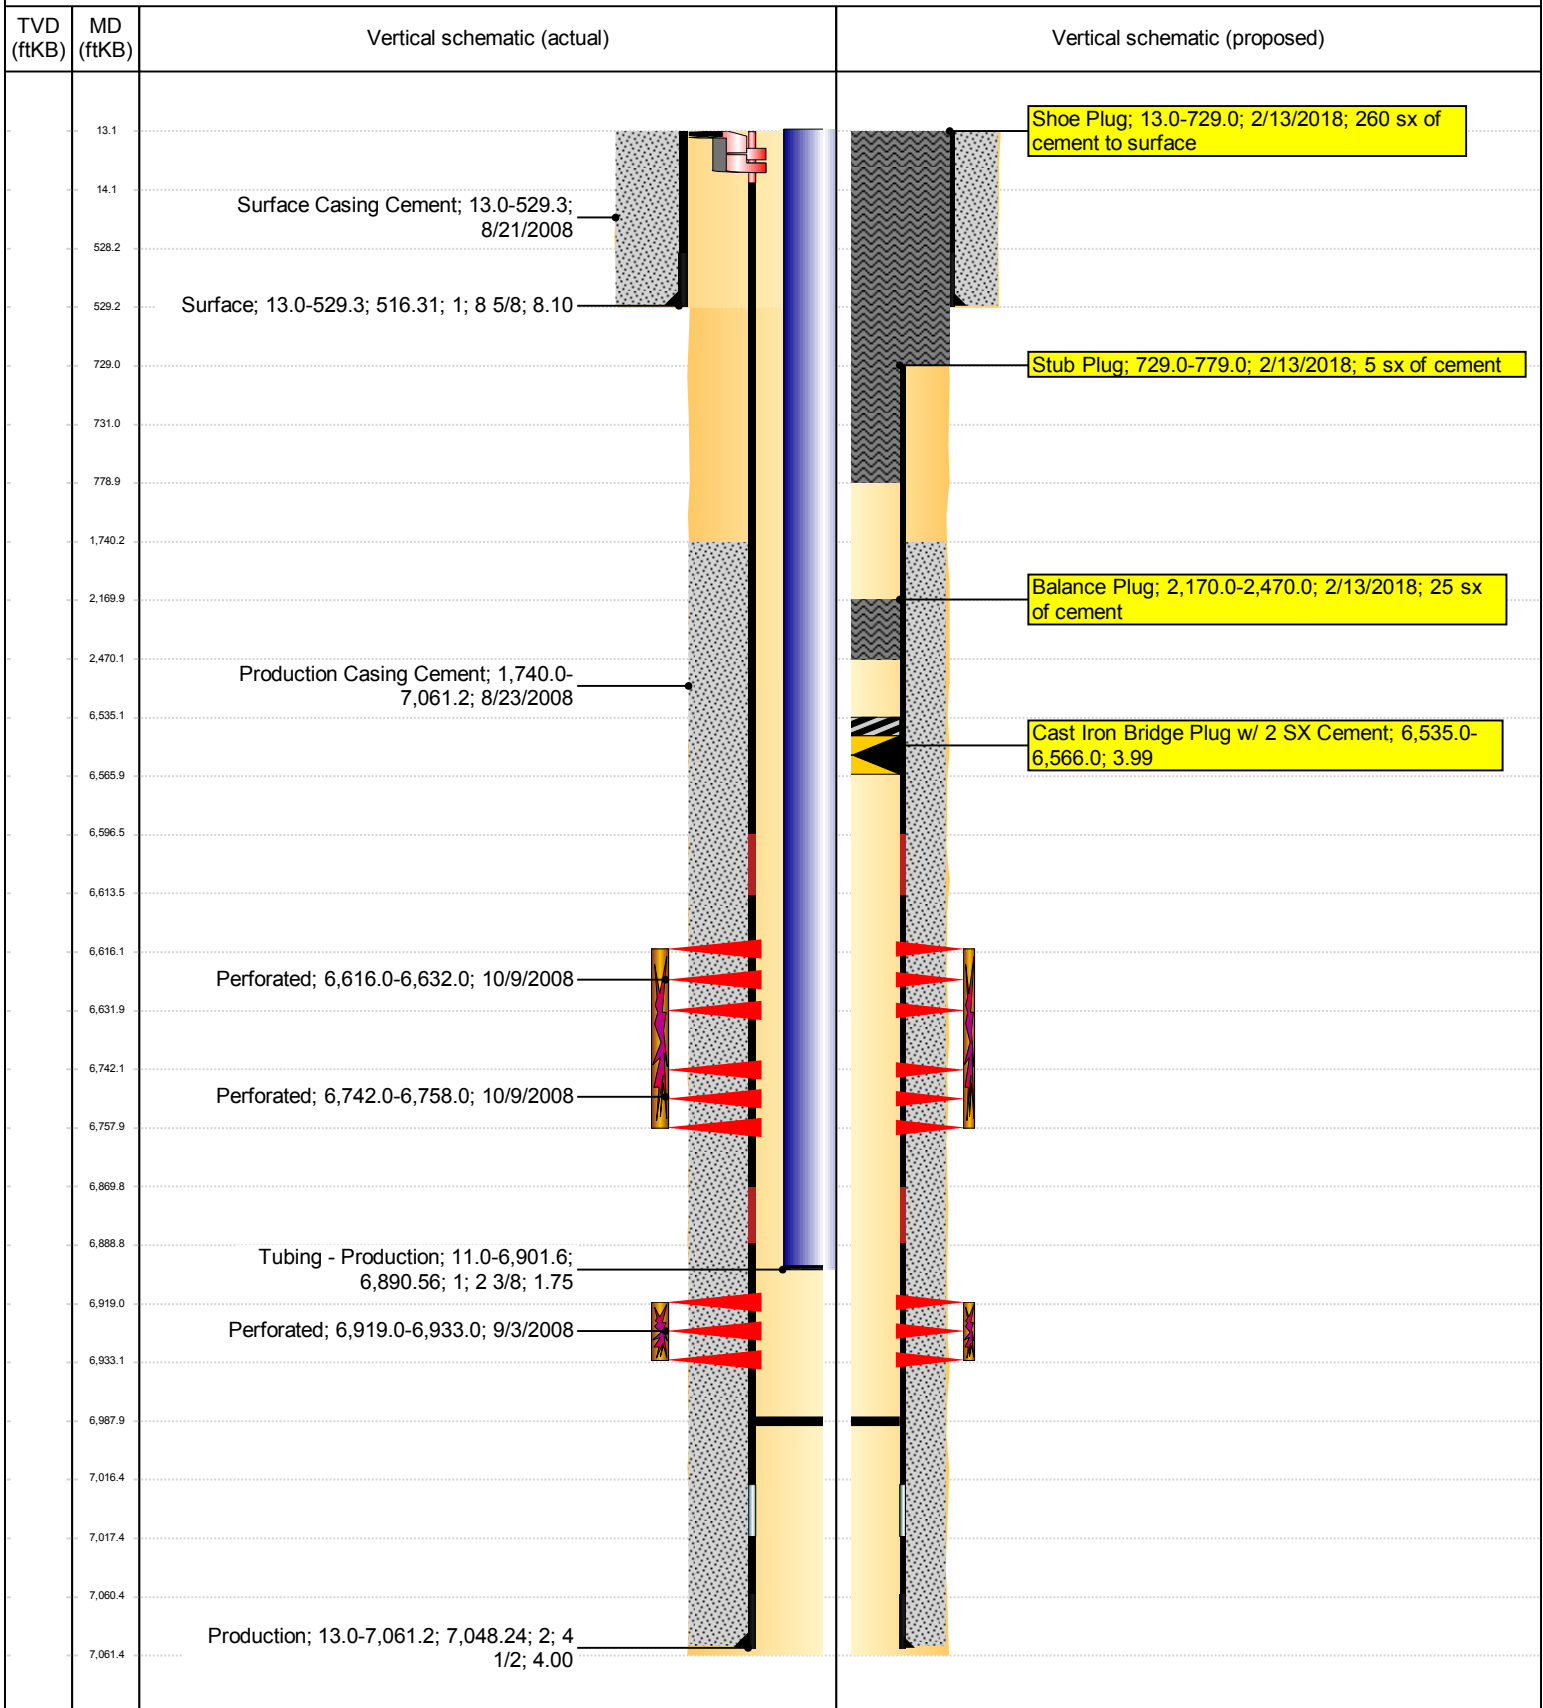 TVD
(ftKB)
MD
(ftKB)
Vertical schematic (actual)
Vertical schematic (proposed)
13.1
14.1
528.2
529.2
729.0
731.0
778.9
1,740.2
2,169.9
2,470.1
6,535.1
6,565.9
6,596.5
6,613.5
6,616.1
6,631.9
6,742.1
6,757.9
6,869.8
6,888.8
6,919.0
6,933.1
6,987.9
7,016.4
7,017.4
7,060.4
7,061.4
Surface Casing Cement; 13.0-529.3;
8/21/2008
Surface; 13.0-529.3; 516.31; 1; 8 5/8; 8.10
Production Casing Cement; 1,740.0-
7,061.2; 8/23/2008
Perforated; 6,616.0-6,632.0; 10/9/2008
Perforated; 6,742.0-6,758.0; 10/9/2008
Tubing - Production; 11.0-6,901.6;
6,890.56; 1; 2 3/8; 1.75
Perforated; 6,919.0-6,933.0; 9/3/2008
Production; 13.0-7,061.2; 7,048.24; 2; 4
1/2; 4.00
Shoe Plug; 13.0-729.0; 2/13/2018; 260 sx of
cement to surface
Stub Plug; 729.0-779.0; 2/13/2018; 5 sx of cement
Balance Plug; 2,170.0-2,470.0; 2/13/2018; 25 sx
of cement
Cast Iron Bridge Plug w/ 2 SX Cement; 6,535.0-
6,566.0; 3.99